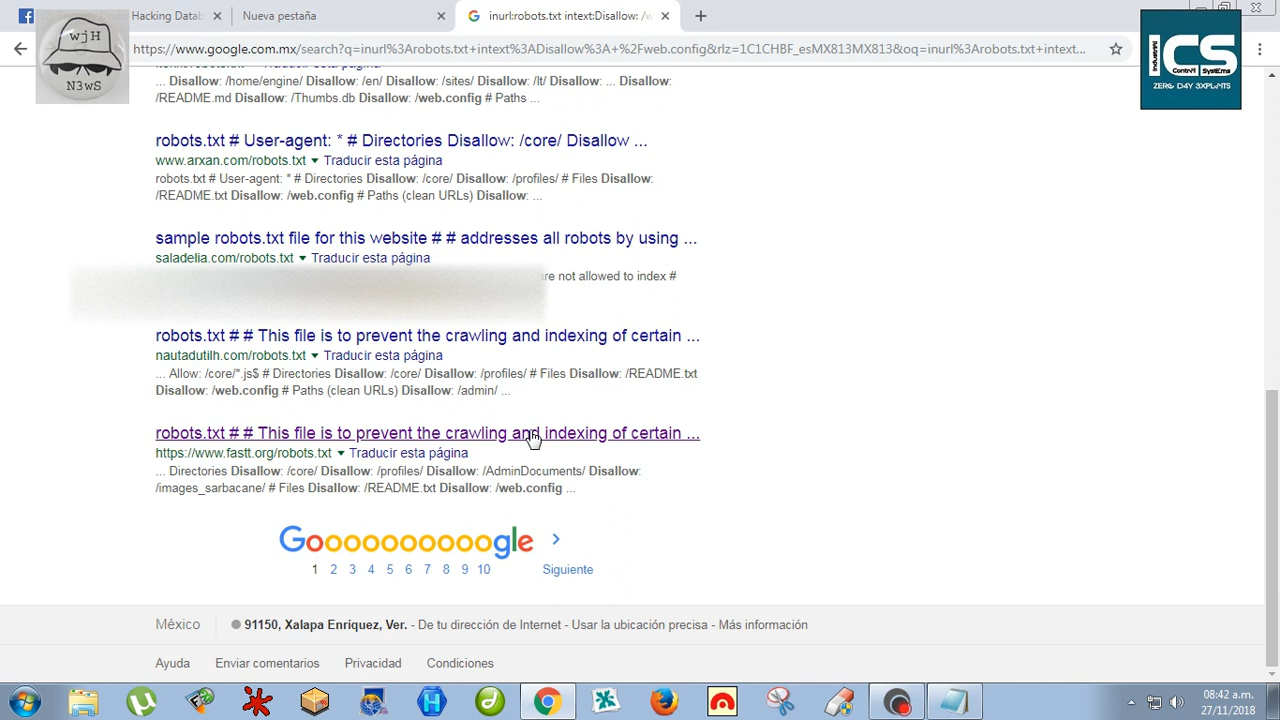 Hacking Datab
Nueva pestaña
inurl:robots.txt intext:Disallow: /w
https://www.google.com.mx/search?q=inurl%3Arobots.txt+intext%3ADisallow%3A+%2Fweb.config&rlz=1C1CHBF_esMX813MX813&oq=inurl%3Arobots.txt+intext...
wjH
N3wS
Industrial
ICS
Control Systems
ZER0 D4Y 3XPL0ITS
... Disallow: /home/engine/ Disallow: /en/ Disallow: /sites/ Disallow: /lt/ Disallow: ... Disallow:
/README.md Disallow: /Thumbs.db Disallow: /web.config # Paths ...
robots.txt # User-agent: * # Directories Disallow: /core/ Disallow ...
www.arxan.com/robots.txt ▼ Traducir esta página
robots.txt # User-agent: * # Directories Disallow: /core/ Disallow: /profiles/ # Files Disallow:
/README.txt Disallow: /web.config # Paths (clean URLs) Disallow: ...
sample robots.txt file for this website # # addresses all robots by using ...
saladelia.com/robots.txt ▼ Traducir esta página
are not allowed to index #
robots.txt # # This file is to prevent the crawling and indexing of certain ...
nautadutilh.com/robots.txt ▼ Traducir esta página
... Allow: /core/*.js$ # Directories Disallow: /core/ Disallow: /profiles/ # Files Disallow: /README.txt
Disallow: /web.config # Paths (clean URLs) Disallow: /admin/ ...
robots.txt # # This file is to prevent the crawling and indexing of certain ...
https://www.fastt.org/robots.txt ▼ Traducir esta página
... Directories Disallow: /core/ Disallow: /profiles/ Disallow: /AdminDocuments/ Disallow:
/images_sarbacane/ # Files Disallow: /README.txt Disallow: /web.config ...
Goooooooooogle
1 2 3 4 5 6 7 8 9 10 Siguiente
México 91150, Xalapa Enríquez, Ver. - De tu dirección de Internet - Usar la ubicación precisa - Más información
Ayuda Enviar comentarios Privacidad Condiciones
08:42 a.m.
27/11/2018